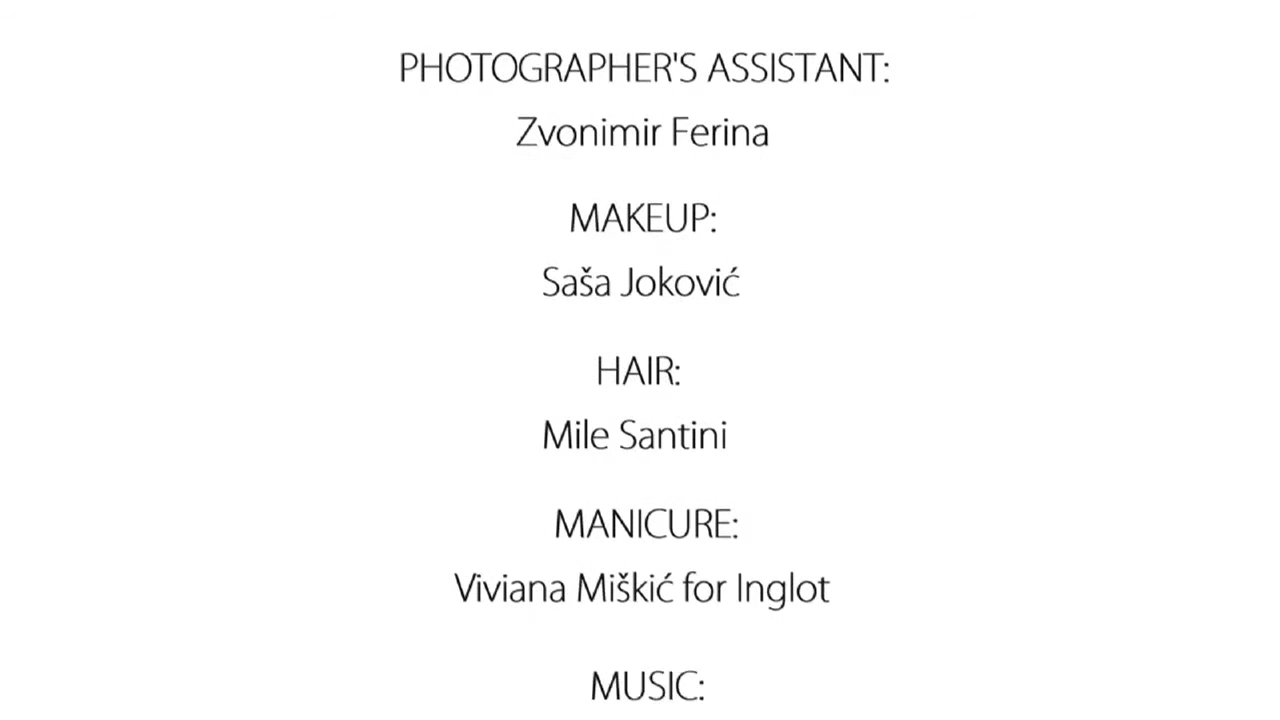 PHOTOGRAPHER'S ASSISTANT:
Zvonimir Ferina
MAKEUP:
Saša Joković
HAIR:
Mile Santini
MANICURE:
Viviana Miškić for Inglot
MUSIC: